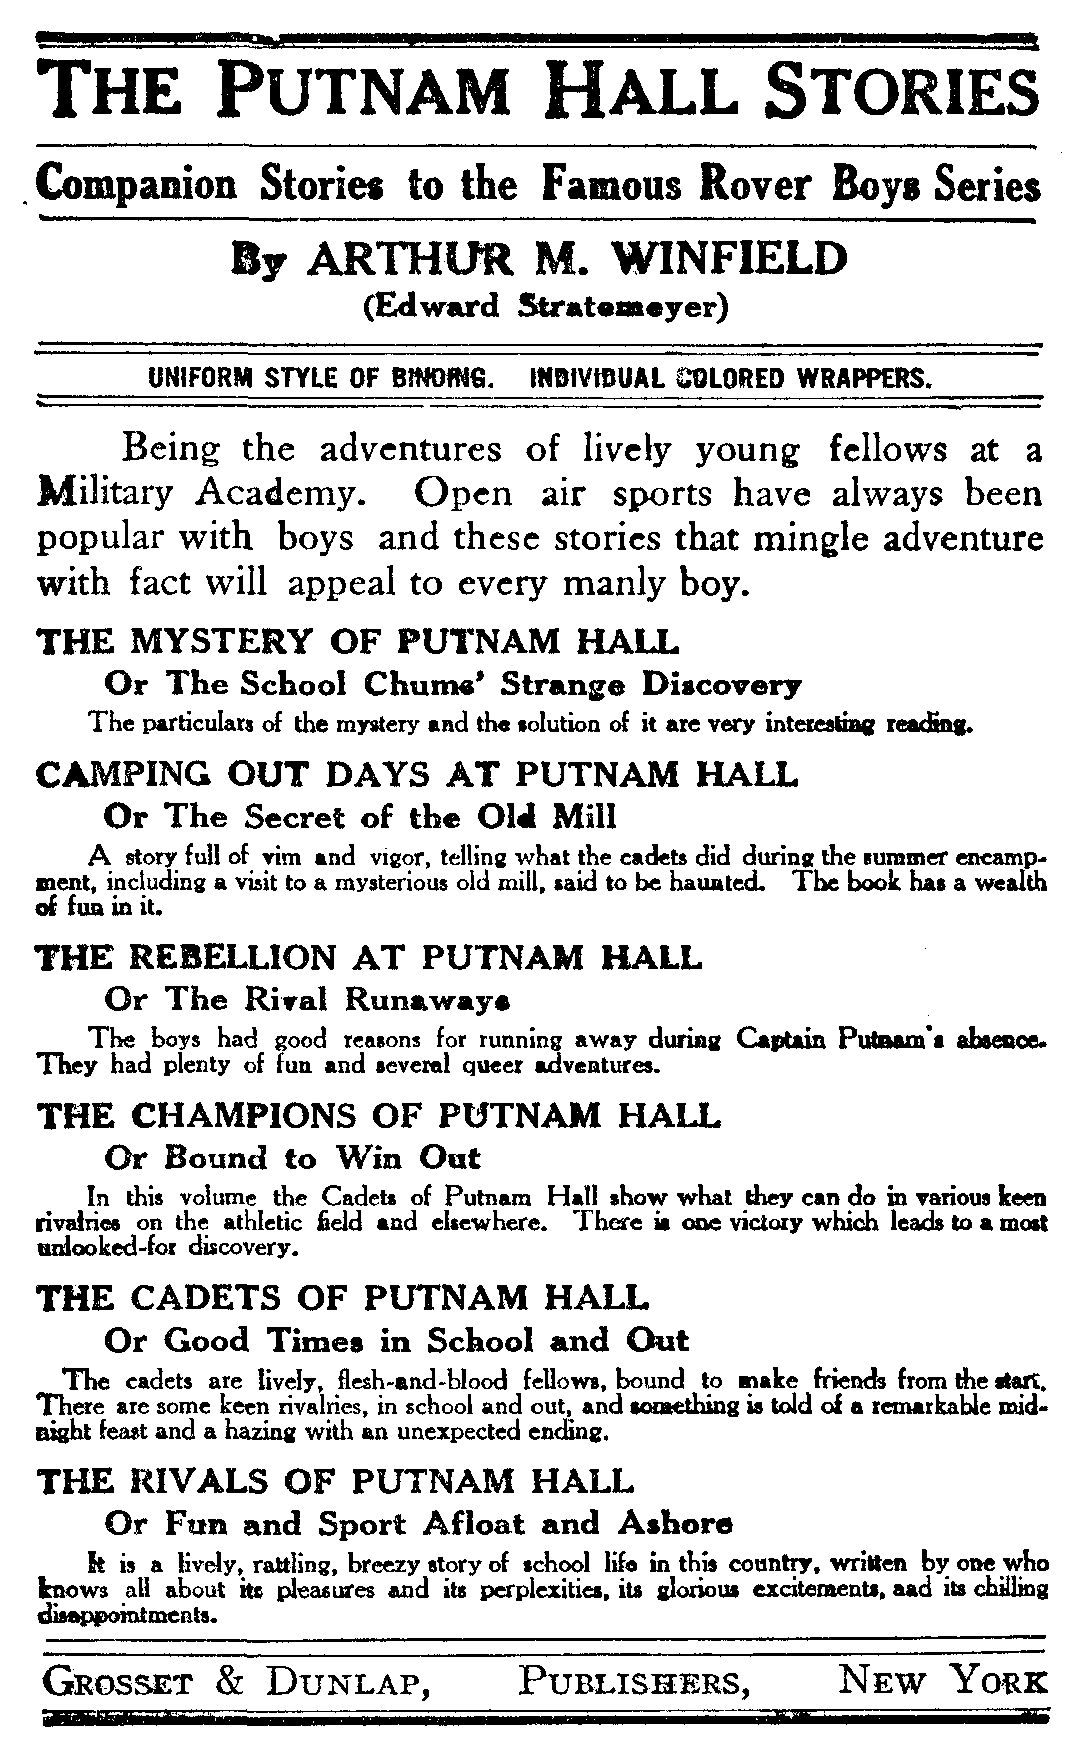 THE PUTNAM HALL STORIES
Companion Stories to the Famous Rover Boys Series
By ARTHUR M. WINFIELD
(Edward Stratemeyer)
UNIFORM STYLE OF BINDING. INDIVIDUAL COLORED WRAPPERS.
Being the adventures of lively young fellows at a
Military Academy. Open air sports have always been
popular with boys and these stories that mingle adventure
with fact will appeal to every manly boy.
THE MYSTERY OF PUTNAM HALL
Or The School Chums' Strange Discovery
The particulars of the mystery and the solution of it are very interesting reading.
CAMPING OUT DAYS AT PUTNAM HALL
Or The Secret of the Old Mill
A story full of vim and vigor, telling what the cadets did during the summer encamp-
ment, including a visit to a mysterious old mill, said to be haunted. The book has a wealth
of fun in it.
THE REBELLION AT PUTNAM HALL
Or The Rival Runaways
The boys had good reasons for running away during Captain Putnam's absence.
They had plenty of fun and several queer adventures.
THE CHAMPIONS OF PUTNAM HALL
Or Bound to Win Out
In this volume the Cadets of Putnam Hall show what they can do in various keen
rivalries on the athletic field and elsewhere. There is one victory which leads to a most
unlooked-for discovery.
THE CADETS OF PUTNAM HALL
Or Good Times in School and Out
The cadets are lively, flesh-and-blood fellows, bound to make friends from the start.
There are some keen rivalries, in school and out, and something is told of a remarkable mid-
night feast and a hazing with an unexpected ending.
THE RIVALS OF PUTNAM HALL
Or Fun and Sport Afloat and Ashore
It is a lively, rattling, breezy story of school life in this country, written by one who
knows all about its pleasures and its perplexities, its glorious excitements, and its chilling
disappointments.
GROSSET & DUNLAP, PUBLISHERS, NEW YORK